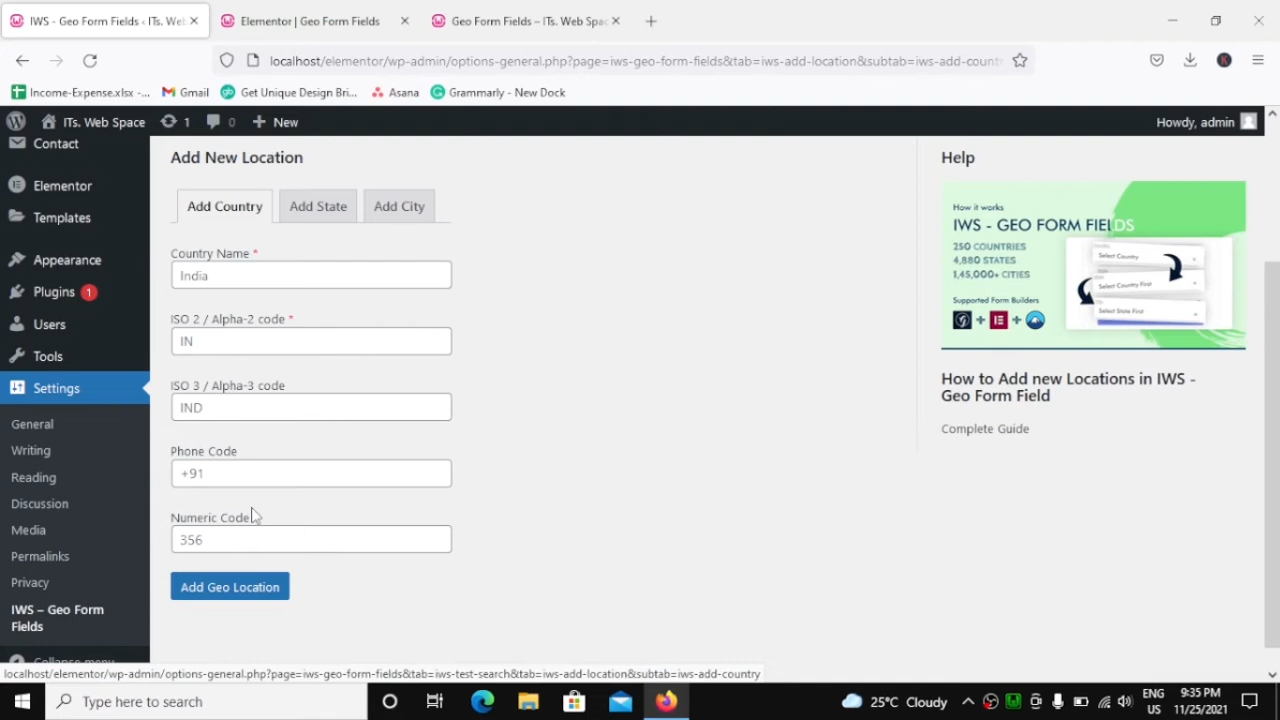 IWS - Geo Form Fields ‹ ITs. Web
Elementor | Geo Form Fields
Geo Form Fields – ITs. Web Spac
localhost/elementor/wp-admin/options-general.php?page=iws-geo-form-fields&tab=iws-add-location&subtab=iws-add-countr
Income-Expense.xlsx -...
Gmail
Get Unique Design Bri...
Asana
Grammarly - New Dock
ITs. Web Space
1
0
New
Howdy, admin
Contact
Elementor
Templates
Appearance
Plugins 1
Users
Tools
Settings
General
Writing
Reading
Discussion
Media
Permalinks
Privacy
IWS – Geo Form
Fields
Collapse menu
Add New Location
Add Country
Add State
Add City
Country Name *
India
ISO 2 / Alpha-2 code *
IN
ISO 3 / Alpha-3 code
IND
Phone Code
+91
Numeric Code
356
Add Geo Location
Help
How it works
IWS - GEO FORM FIELDS
250 COUNTRIES
4,880 STATES
1,45,000+ CITIES
Supported Form Builders
Select Country
Select Country First
Select State First
How to Add new Locations in IWS -
Geo Form Field
Complete Guide
localhost/elementor/wp-admin/options-general.php?page=iws-geo-form-fields&tab=iws-test-search&tab=iws-add-location&subtab=iws-add-country
Type here to search
25°C Cloudy
ENG
US
9:35 PM
11/25/2021